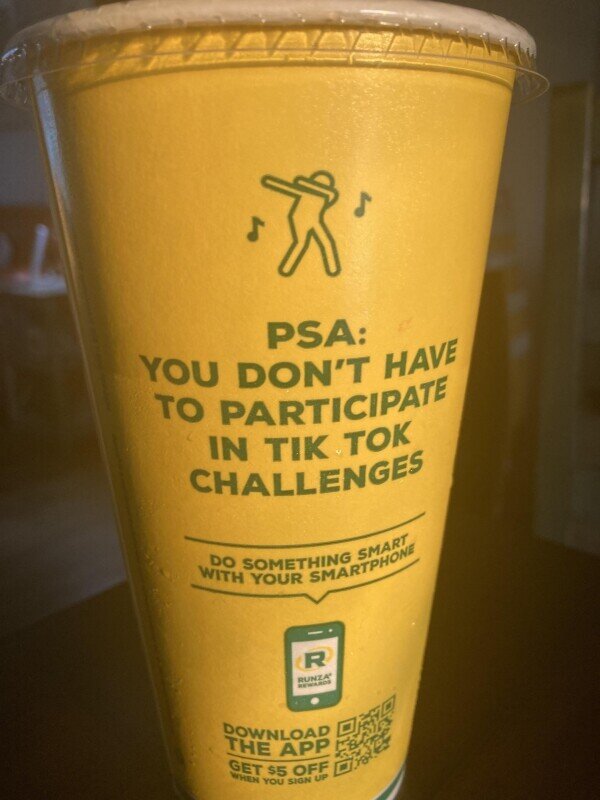 PSA:
YOU DON'T HAVE
TO PARTICIPATE
IN TIK TOK
CHALLENGES
DO SOMETHING SMART
WITH YOUR SMARTPHONE
R
RUNZA®
REWARDS
DOWNLOAD
THE APP
GET $5 OFF
WHEN YOU SIGN UP